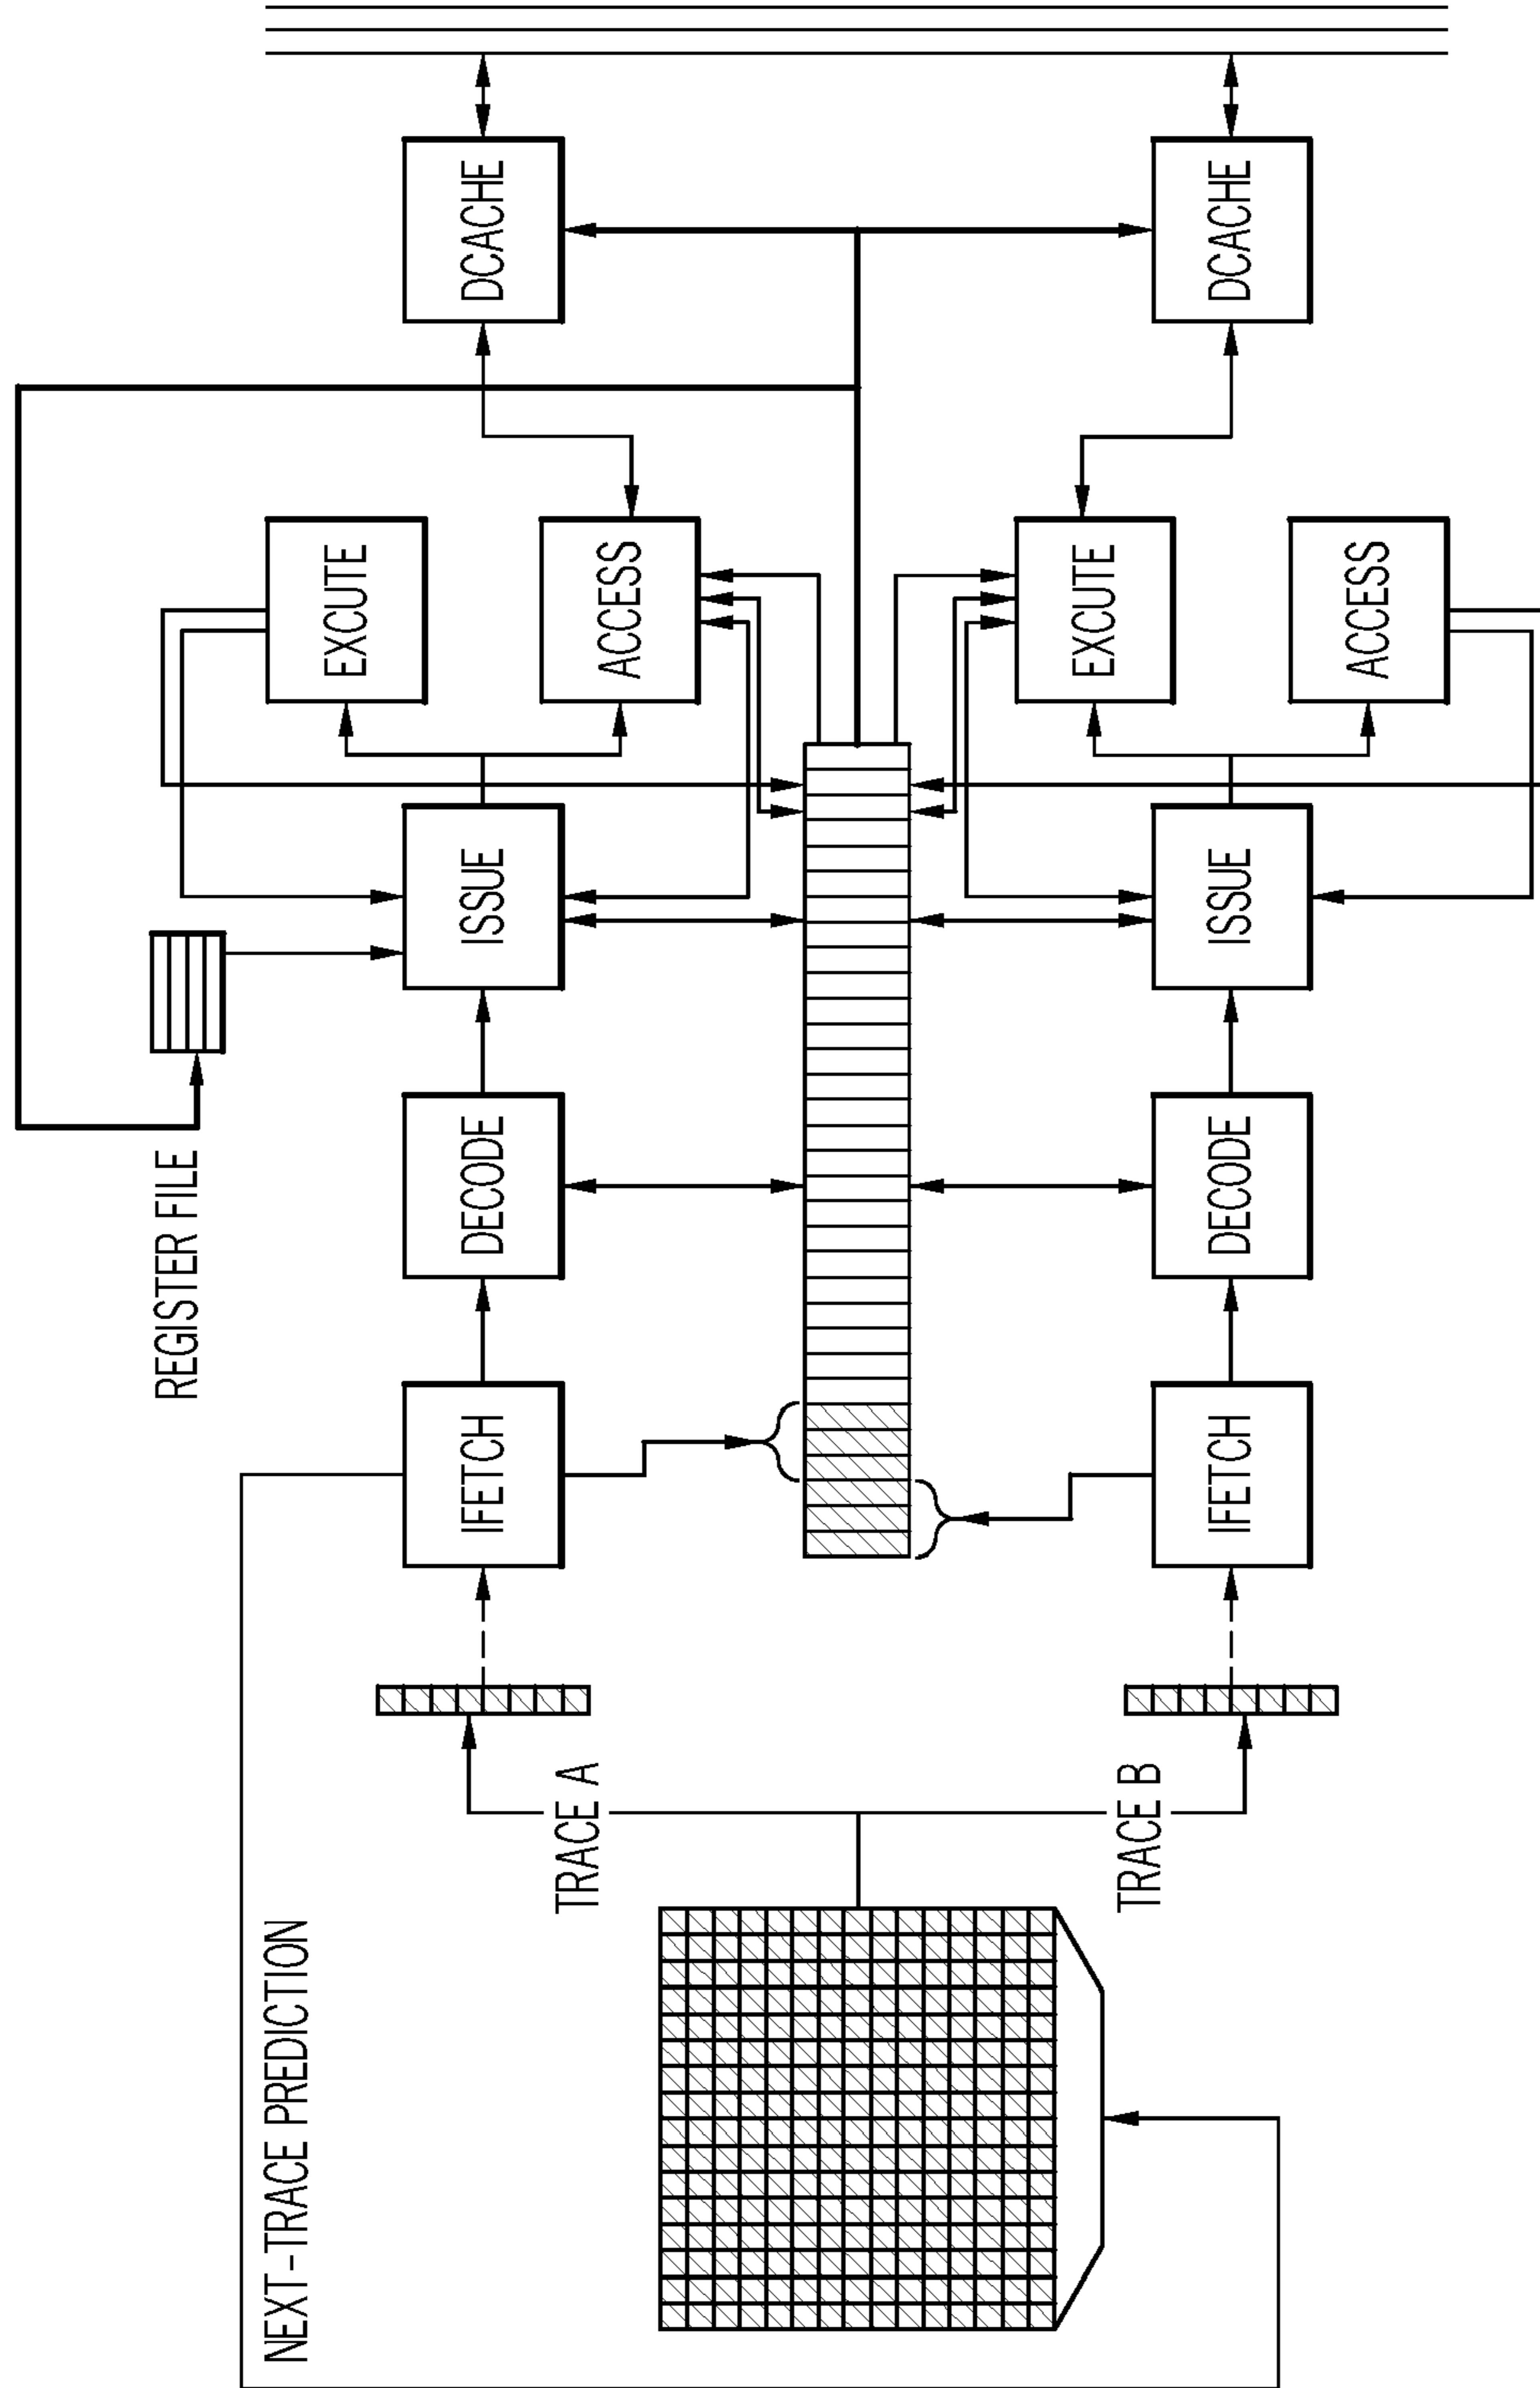 REGISTER FILE
NEXT-TRACE PREDICTION
EXCUTE
IFETCH
DECODE
ISSUE
DCACHE
TRACE A
ACCESS
EXCUTE
TRACE B
IFETCH
DECODE
ISSUE
DCACHE
ACCESS